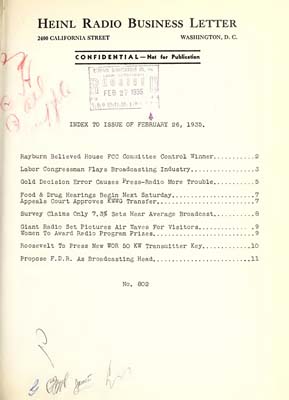 HEINL RADIO BUSINESS LETTER
2400 CALIFORNIA STREET WASHINGTON, D. C.
CONFIDENTIAL—Not for Publication
FEB 27 1935
INDEX TO ISSUE OF FEBRUARY 26, 1935.
Rayburn Believed House FCC Committee Control Winner...........2
Labor Congressman Flays Broadcasting Industry.................3
Gold Decision Error Causes Press-Radio More Trouble...........5
Food & Drug Hearings Begin Next Saturday......................7
Appeals Court Approves KWWG Transfer..........................7
Survey Claims Only 7.3% Sets Near Average Broadcast...........8
Giant Radio Set Pictures Air Waves For Visitors...............9
Women To Award Radio Program Prizes...........................9
Roosevelt To Press New WOR 50 KW Transmitter Key.............10
Propose F.D.R. As Broadcasting Head..........................11
No. 802